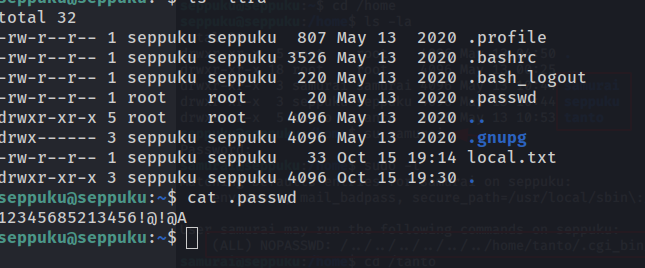 total 32
-rw-r--r-- 1 seppuku seppuku  807 May 13  2020 .profile
-rw-r--r-- 1 seppuku seppuku 3526 May 13  2020 .bashrc
-rw-r--r-- 1 seppuku seppuku  220 May 13  2020 .bash_logout
-rw-r--r-- 1 root    root      20 May 13  2020 .passwd
drwxr-xr-x 5 root    root    4096 May 13  2020 ..
drwx------ 3 seppuku seppuku 4096 May 13  2020 .gnupg
-rw-r--r-- 1 seppuku seppuku   33 Oct 15 19:14 local.txt
drwxr-xr-x 3 seppuku seppuku 4096 Oct 15 19:30 .
seppuku@seppuku:~$ cat .passwd
12345685213456!@!@A
seppuku@seppuku:~$